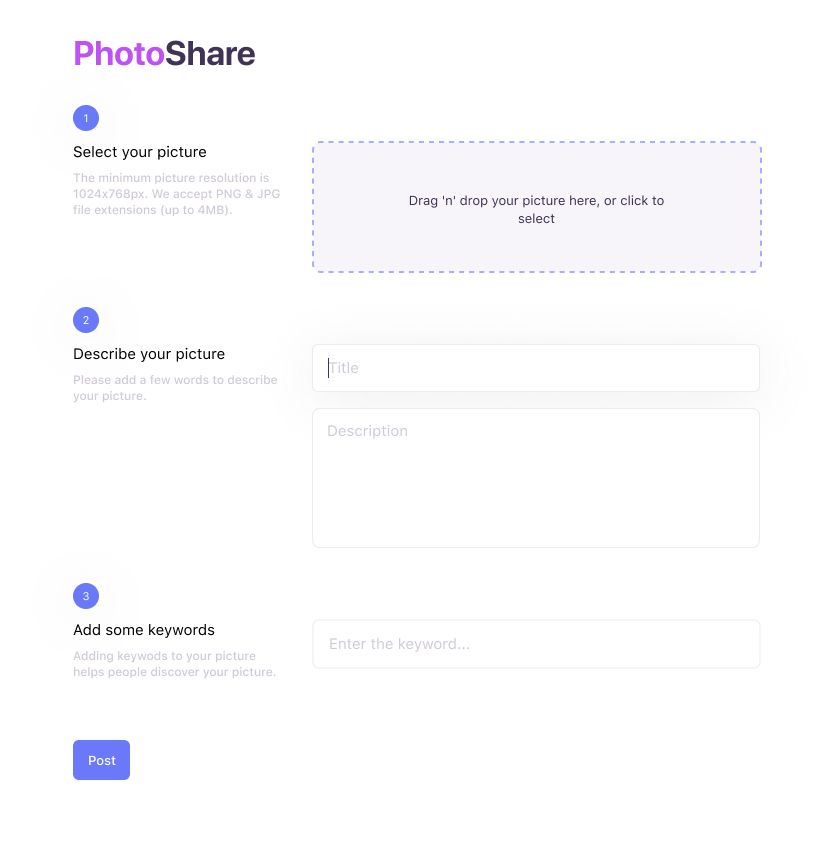 PhotoShare
1
Select your picture
The minimum picture resolution is
1024x768px. We accept PNG & JPG
file extensions (up to 4MB).
Drag 'n' drop your picture here, or click to
select
2
Describe your picture
Please add a few words to describe
your picture.
Title
Description
3
Add some keywords
Adding keywods to your picture
helps people discover your picture.
Enter the keyword...
Post